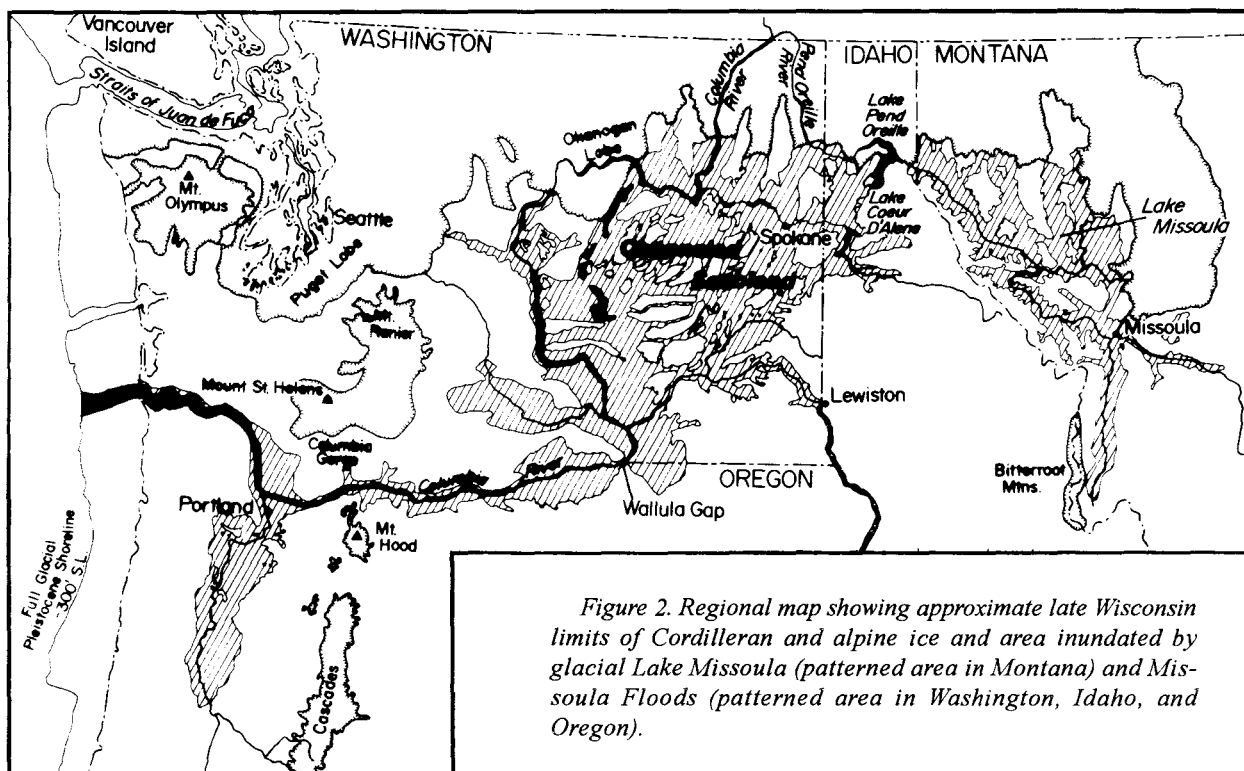 Vancouver
Island
WASHINGTON
IDAHO
MONTANA
Straits of Juan de Fuca
Columbia
River
Pend Oreille
River
Lake
Pend
Oreille
Okanogan
Lobe
Mt.
Olympus
Seattle
Puget Lobe
Spokane
Lake
Coeur
D'Alene
Lake
Missoula
Mt.
Rainier
Missoula
Mount St. Helens
Lewiston
Columbia
Gorge
Columbia
River
OREGON
Bitterroot
Mtns.
Portland
Wallula Gap
Mt.
Hood
Full Glacial
Pleistocene Shoreline
-300' S.L.
Cascades
Figure 2. Regional map showing approximate late Wisconsin
limits of Cordilleran and alpine ice and area inundated by
glacial Lake Missoula (patterned area in Montana) and Mis-
soula Floods (patterned area in Washington, Idaho, and
Oregon).